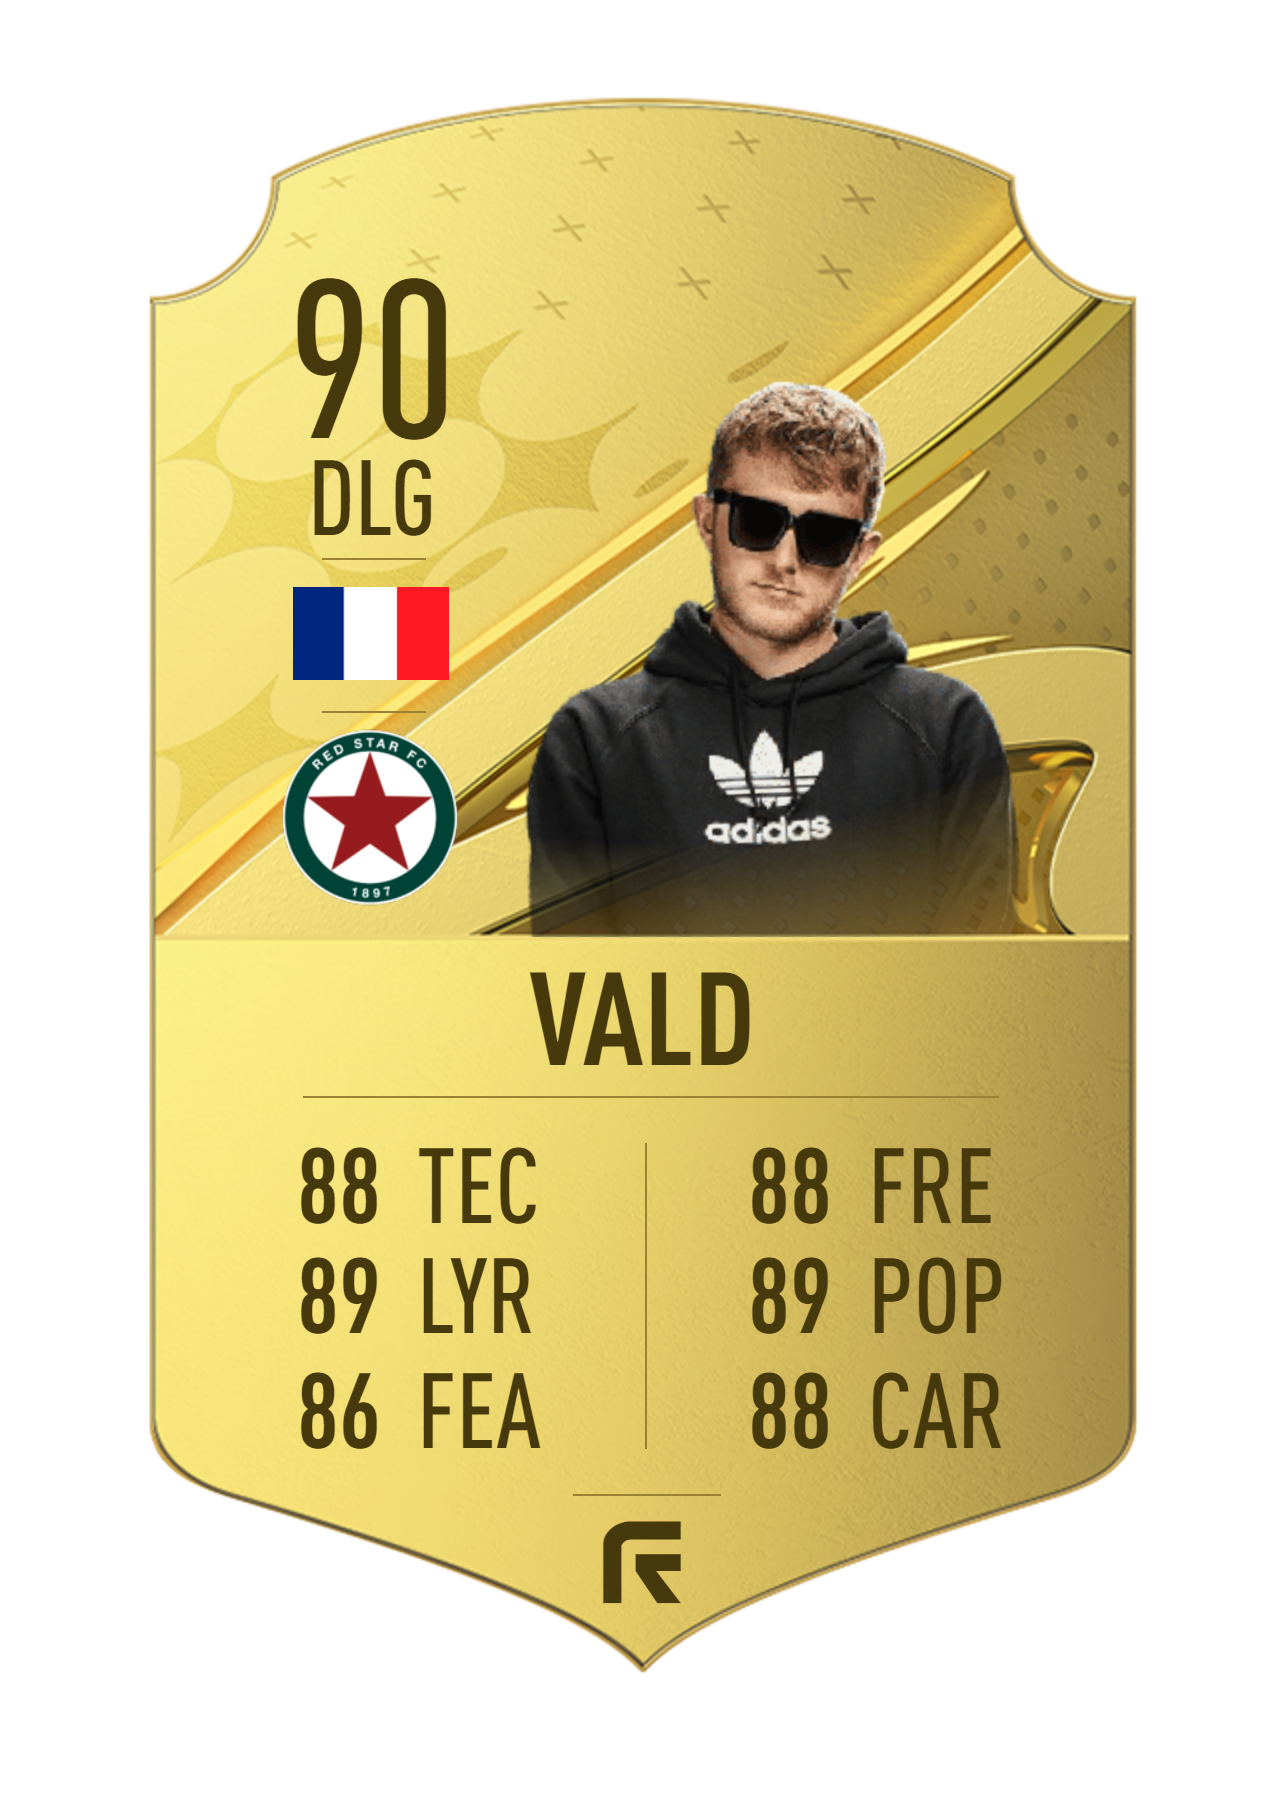 90
DLG
RED STAR FC
1897
adidas
VALD
88 TEC
88 FRE
89 LYR
89 POP
86 FEA
88 CAR